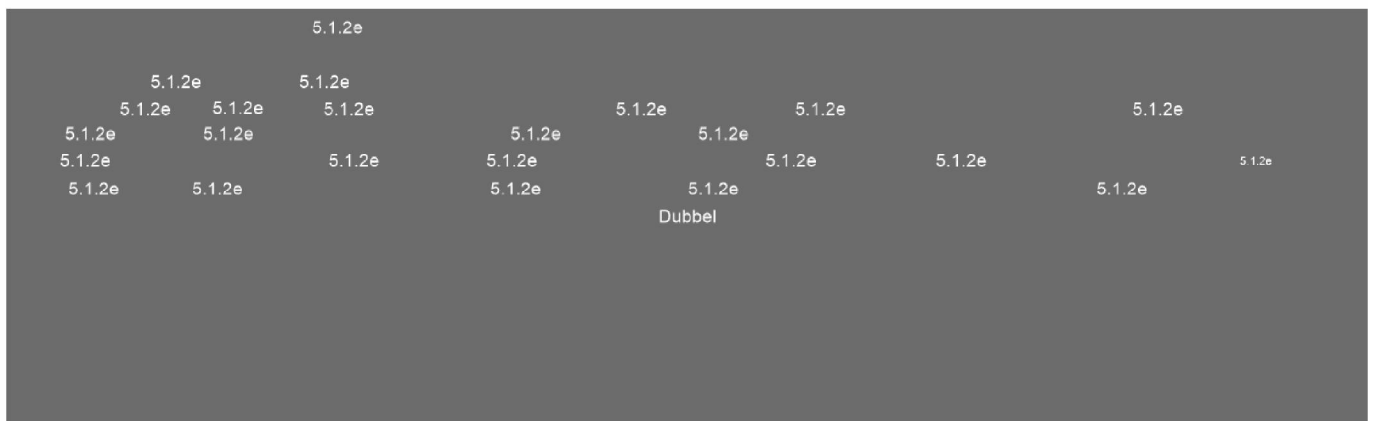 5.1.2e
5.1.2e 5.1.2e
5.1.2e 5.1.2e 5.1.2e 5.1.2e 5.1.2e 5.1.2e
5.1.2e 5.1.2e 5.1.2e 5.1.2e
5.1.2e 5.1.2e 5.1.2e 5.1.2e 5.1.2e 5.1.2e
5.1.2e 5.1.2e 5.1.2e 5.1.2e 5.1.2e
Dubbel